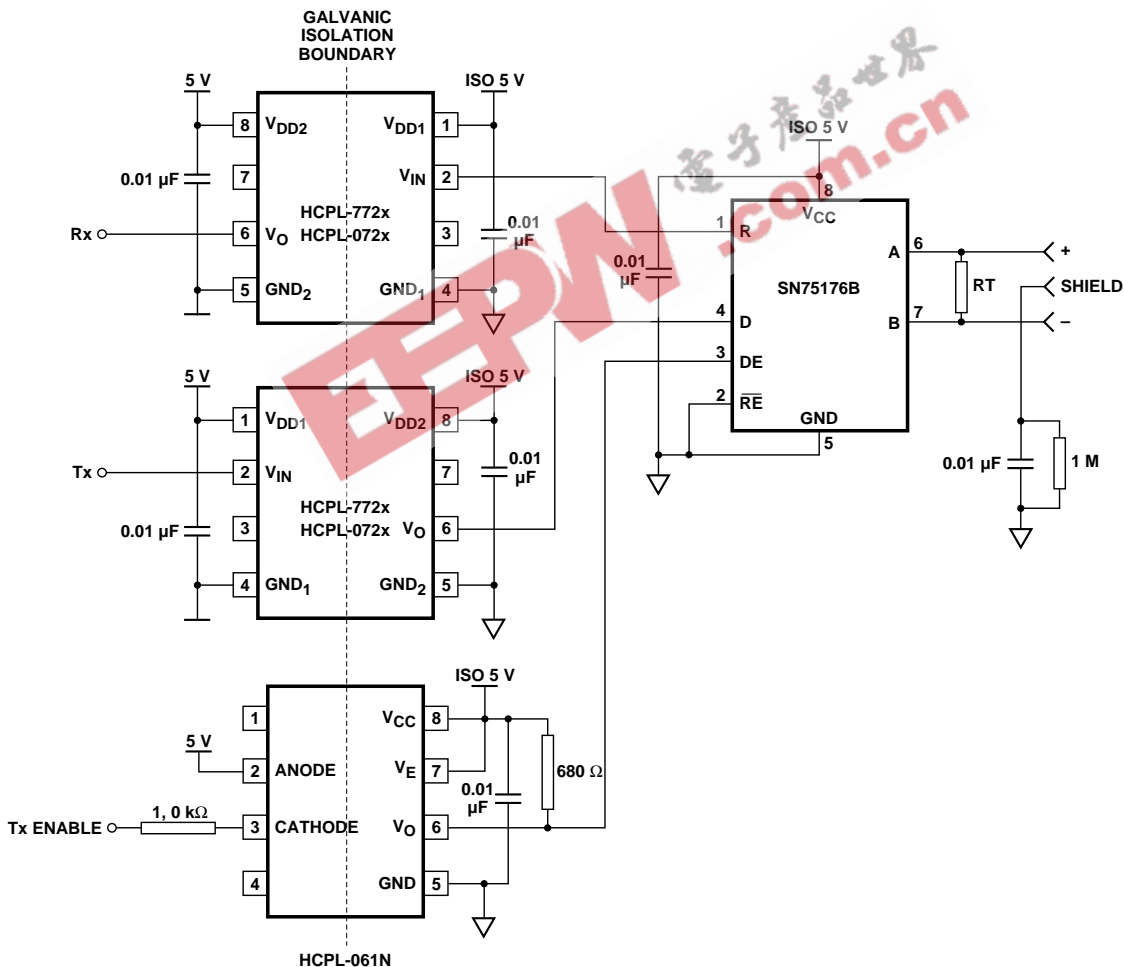 GALVANIC
ISOLATION
BOUNDARY
5 V
ISO 5 V
8 VDD2
VDD1 1
7
VIN 2
0.01 µF
HCPL-772x
HCPL-072x
Rx
6 VO
3
0.01
µF
5 GND2
GND1 4
ISO 5 V
8
VCC
1
R
0.01
µF
SN75176B
A
6
+
RT
SHIELD
4
D
B
7
–
3
DE
2
RE
GND
5
0.01 µF
1 M
5 V
ISO 5 V
1 VDD1
VDD2 8
Tx
2 VIN
7
0.01
µF
HCPL-772x
HCPL-072x
0.01 µF
3
VO 6
4 GND1
GND2 5
ISO 5 V
1
VCC 8
5 V
2 ANODE
VE 7
0.01
µF
680 Ω
Tx ENABLE
1, 0 kΩ
3 CATHODE
VO 6
4
GND 5
HCPL-061N
EEPW
.com.cn
電子產品世界